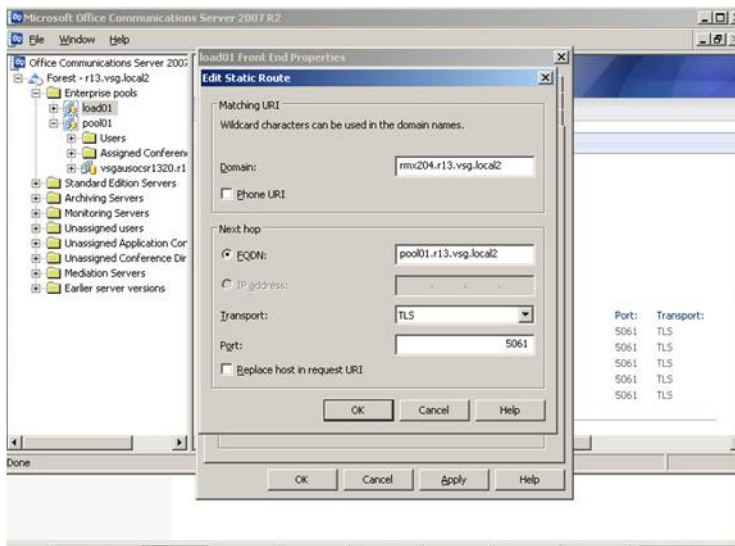 Microsoft Office Communications Server 2007 R2
File Window Help
Office Communications Server 2007
Forest - r13.vsg.local2
Enterprise pools
load01
pool01
Users
Assigned Conferen
vsgausocsr1320.r1
Standard Edition Servers
Archiving Servers
Monitoring Servers
Unassigned users
Unassigned Application Cor
Unassigned Conference Dir
Mediation Servers
Earlier server versions
Done
load01 Front End Properties
Edit Static Route
Matching URI
Wildcard characters can be used in the domain names.
Domain: rmx204.r13.vsg.local2
Phone URI
Next hop
FQDN: pool01.r13.vsg.local2
IP address:
Transport: TLS
Port: 5061
Replace host in request URI
OK Cancel Help
OK Cancel Apply Help
Port: Transport:
5061 TLS
5061 TLS
5061 TLS
5061 TLS
5061 TLS